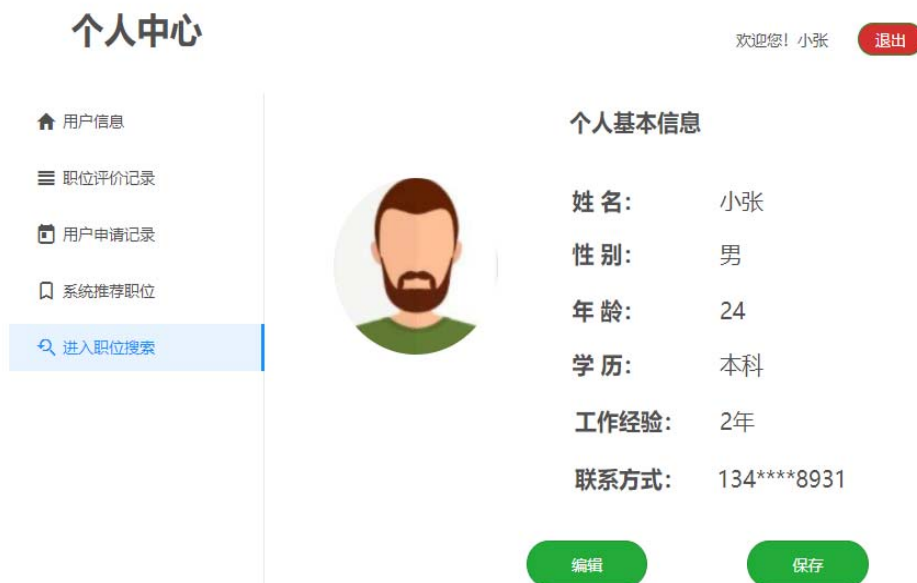 个人中心
欢迎您！小张
退出
用户信息
职位评价记录
用户申请记录
系统推荐职位
进入职位搜索
个人基本信息
姓 名： 小张
性 别： 男
年 龄： 24
学 历： 本科
工作经验： 2年
联系方式： 134****8931
编辑
保存